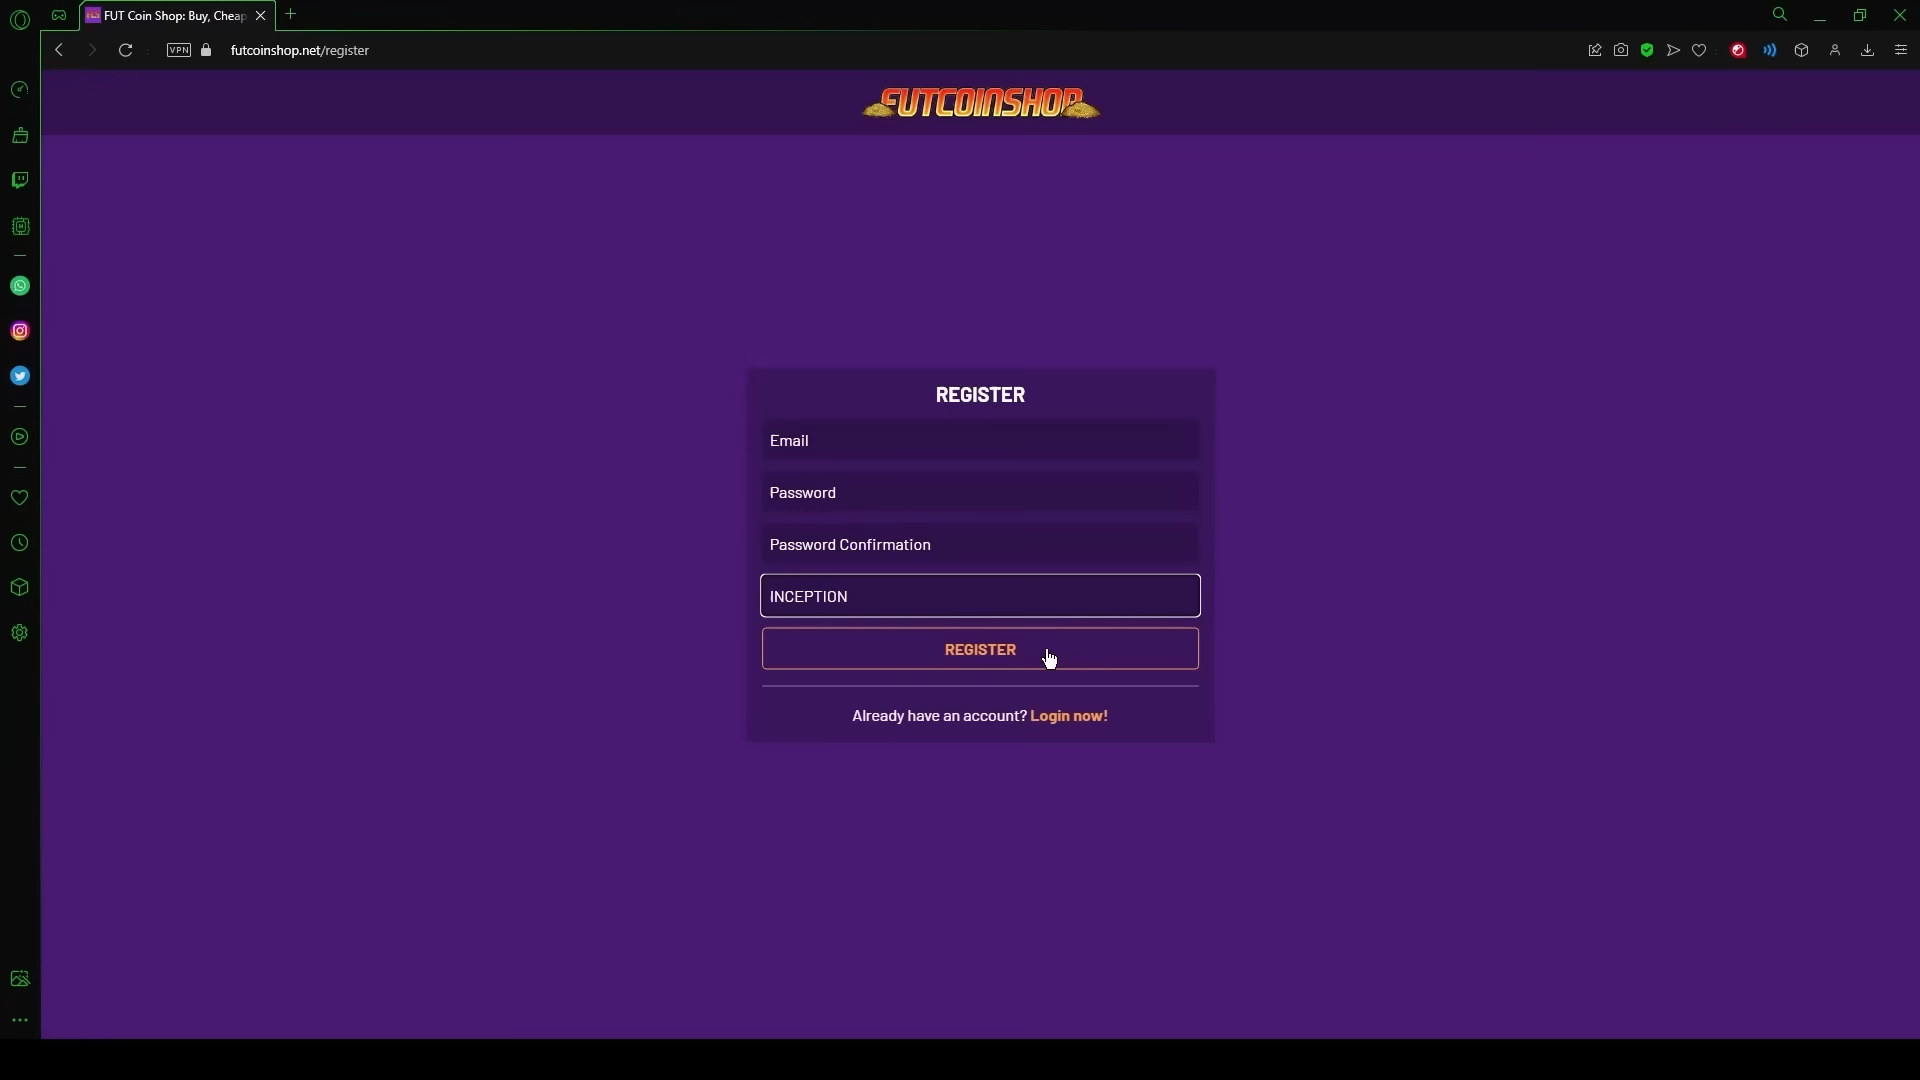 FUT Coin Shop: Buy, Cheap
VPN
futcoinshop.net/register
FUTCOINSHOP
REGISTER
Email
Password
Password Confirmation
INCEPTION
REGISTER
Already have an account? Login now!